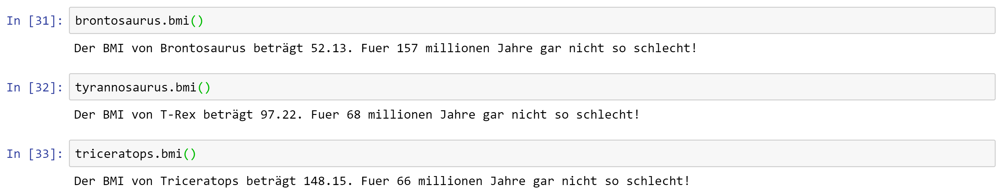 In [31]: brontosaurus.bmi()
Der BMI von Brontosaurus beträgt 52.13. Fuer 157 millionen Jahre gar nicht so schlecht!
In [32]: tyrannosaurus.bmi()
Der BMI von T-Rex beträgt 97.22. Fuer 68 millionen Jahre gar nicht so schlecht!
In [33]: triceratops.bmi()
Der BMI von Triceratops beträgt 148.15. Fuer 66 millionen Jahre gar nicht so schlecht!